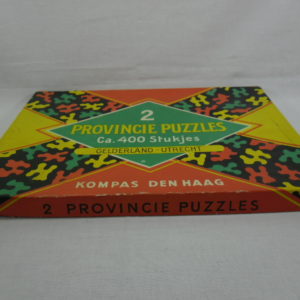 2
PROVINCIE PUZZLES
Ca. 400 Stukjes
GELDERLAND - UTRECHT
KOMPAS DEN HAAG
2 PROVINCIE PUZZLES